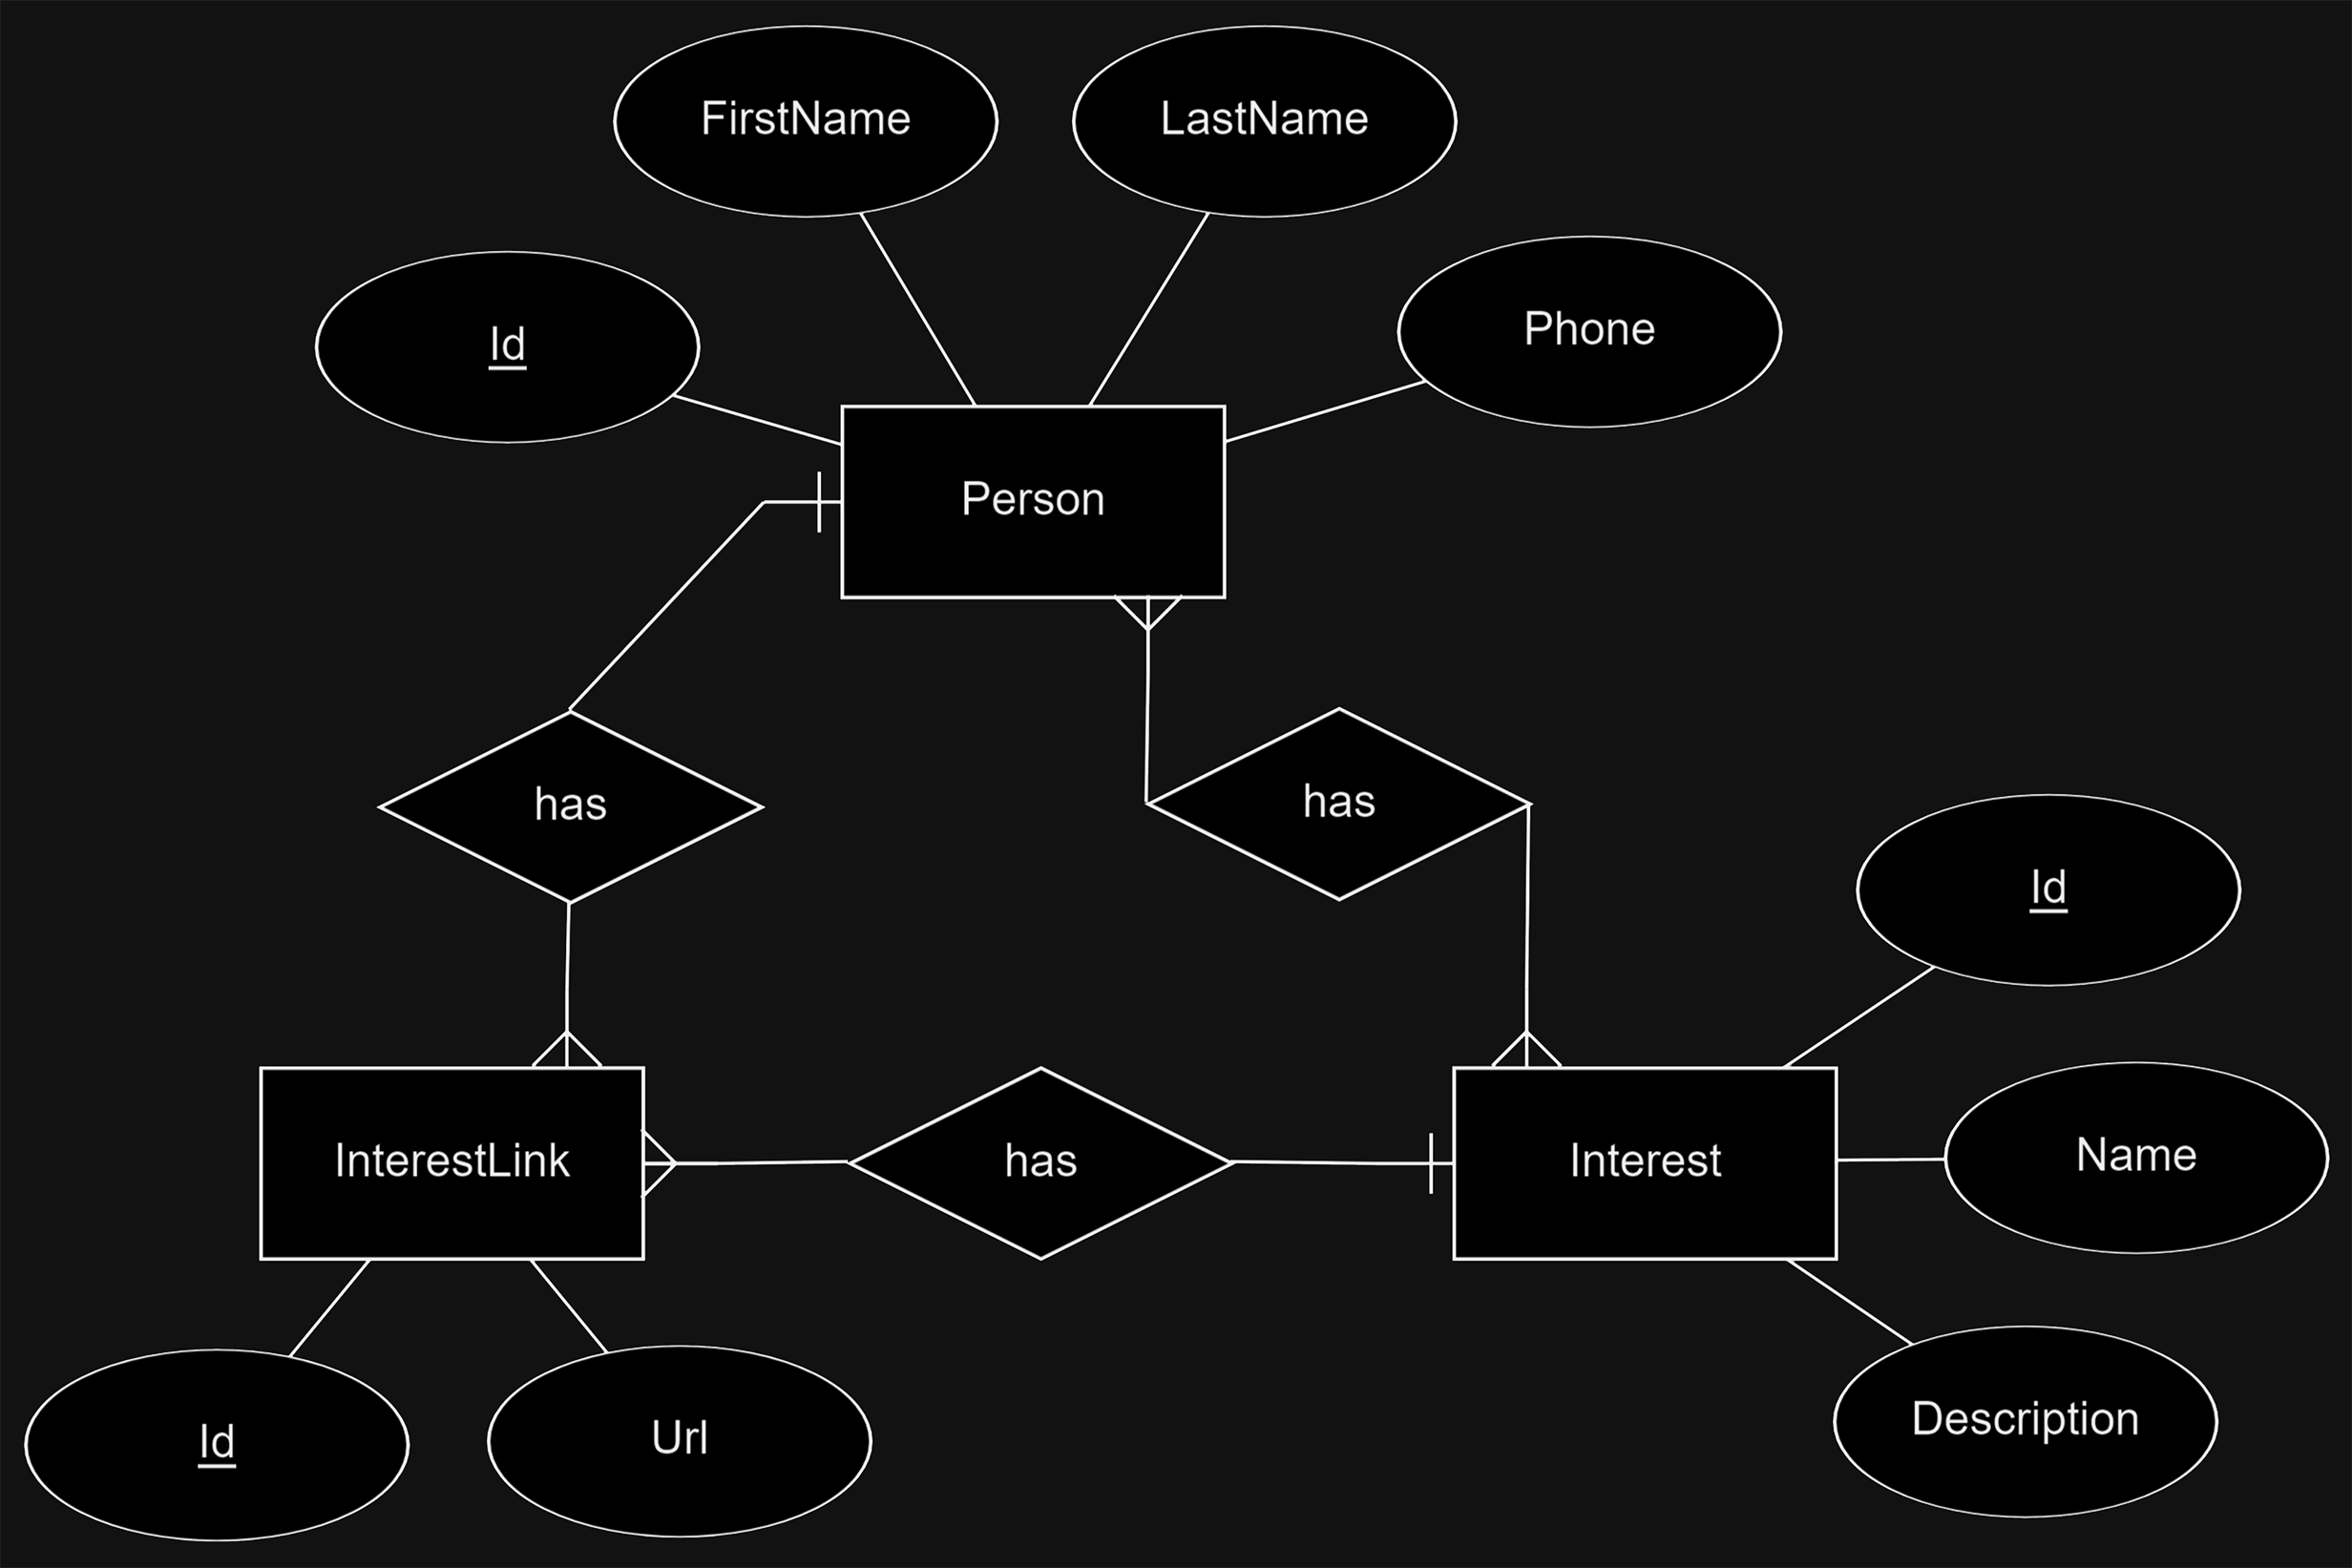 FirstName
LastName
Phone
Id
Person
has
has
Id
InterestLink
has
Interest
Name
Description
Id
Url